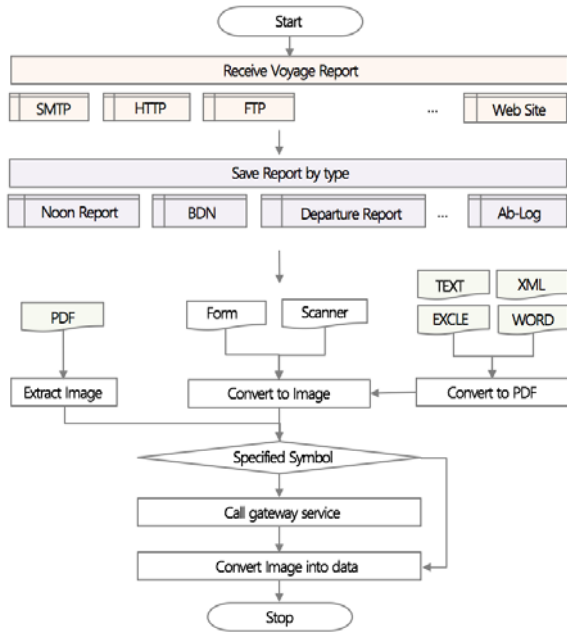 Start
Receive Voyage Report
SMTP HTTP FTP ... Web Site
Save Report by type
Noon Report BDN Departure Report ... Ab-Log
TEXT XML
PDF Form Scanner EXCLE WORD
Extract Image Convert to Image Convert to PDF
Specified Symbol
Call gateway service
Convert Image into data
Stop